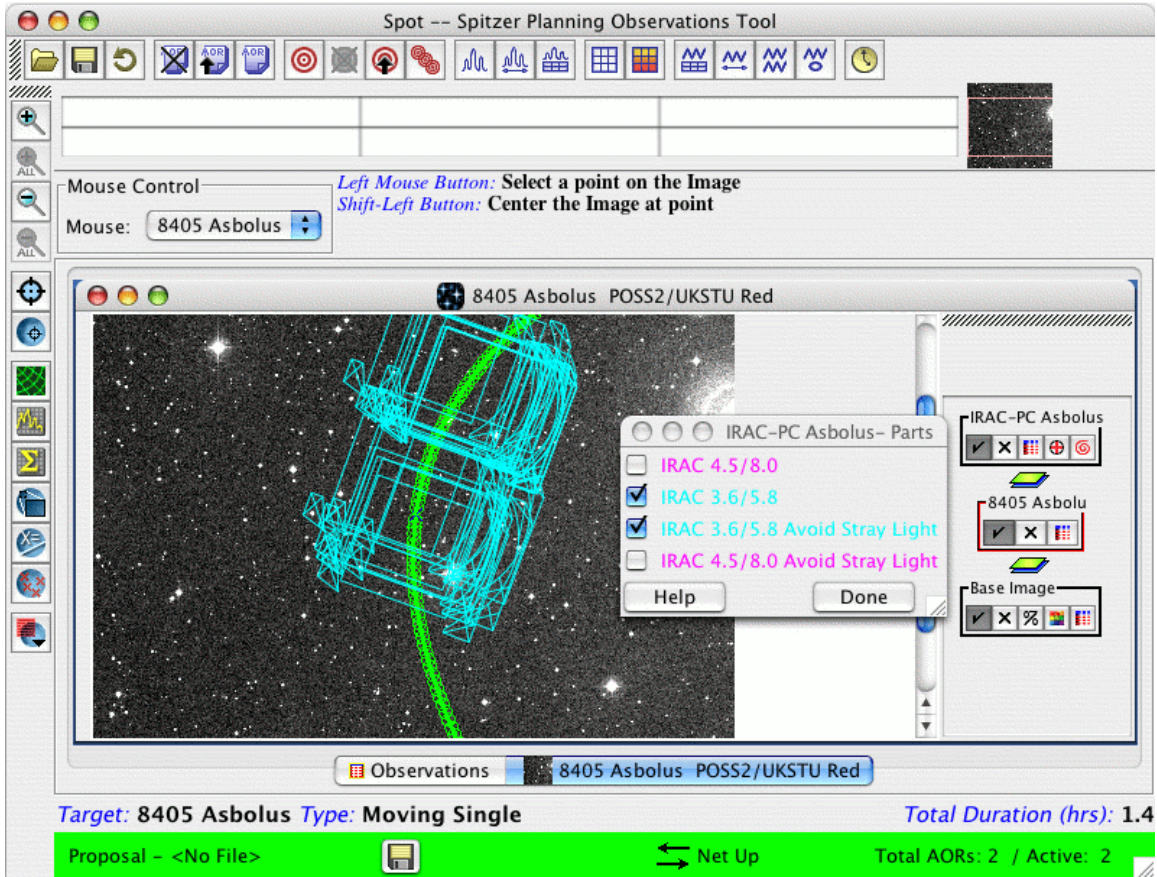 Spot -- Spitzer Planning Observations Tool
AOR AOR AOR
ALL
ALL
Mouse Control
Mouse: 8405 Asbolus
Left Mouse Button: Select a point on the Image
Shift-Left Button: Center the Image at point
8405 Asbolus POSS2/UKSTU Red
IRAC-PC Asbolus- Parts
IRAC 4.5/8.0
IRAC 3.6/5.8
IRAC 3.6/5.8 Avoid Stray Light
IRAC 4.5/8.0 Avoid Stray Light
Help Done
IRAC-PC Asbolus
8405 Asbolu
Base Image
X=
Observations
8405 Asbolus POSS2/UKSTU Red
Target: 8405 Asbolus Type: Moving Single
Total Duration (hrs): 1.4
Proposal - <No File>
Net Up
Total AORs: 2 / Active: 2